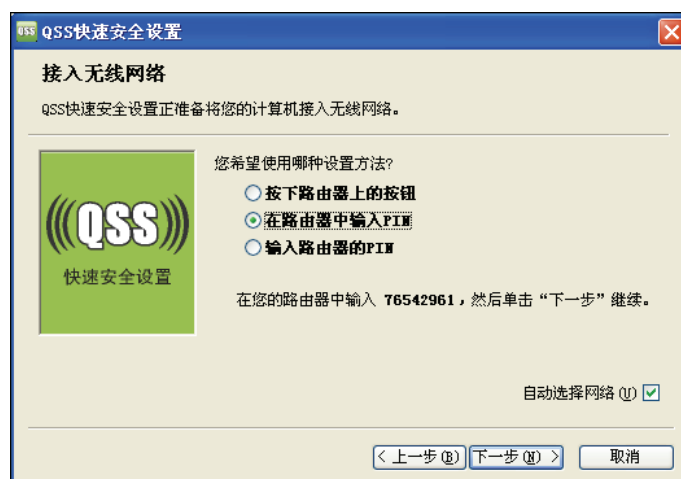 QSS QSS快速安全设置
接入无线网络
QSS快速安全设置正准备将您的计算机接入无线网络。
您希望使用哪种设置方法?
按下路由器上的按钮
在路由器中输入PIN
输入路由器的PIN
(((QSS)))
快速安全设置
在您的路由器中输入 76542961，然后单击“下一步”继续。
自动选择网络(U)
< 上一步(B) 下一步(N) > 取消